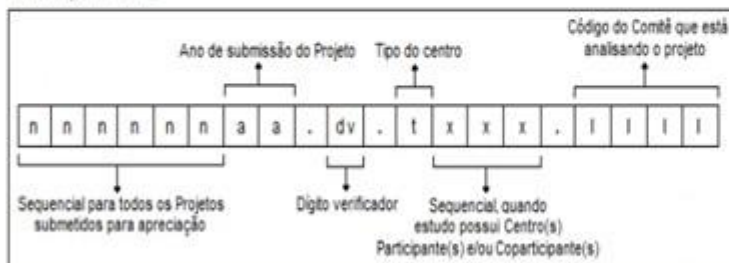 Código do Comitê que está
analisando o projeto
Ano de submissão do Projeto
Tipo do centro
n n n n n n a a . dv . t x x x . l l l l
Sequencial para todos os Projetos
submetidos para apreciação
Dígito verificador
Sequencial, quando
estudo possui Centro(s)
Participante(s) e/ou Coparticipante(s)